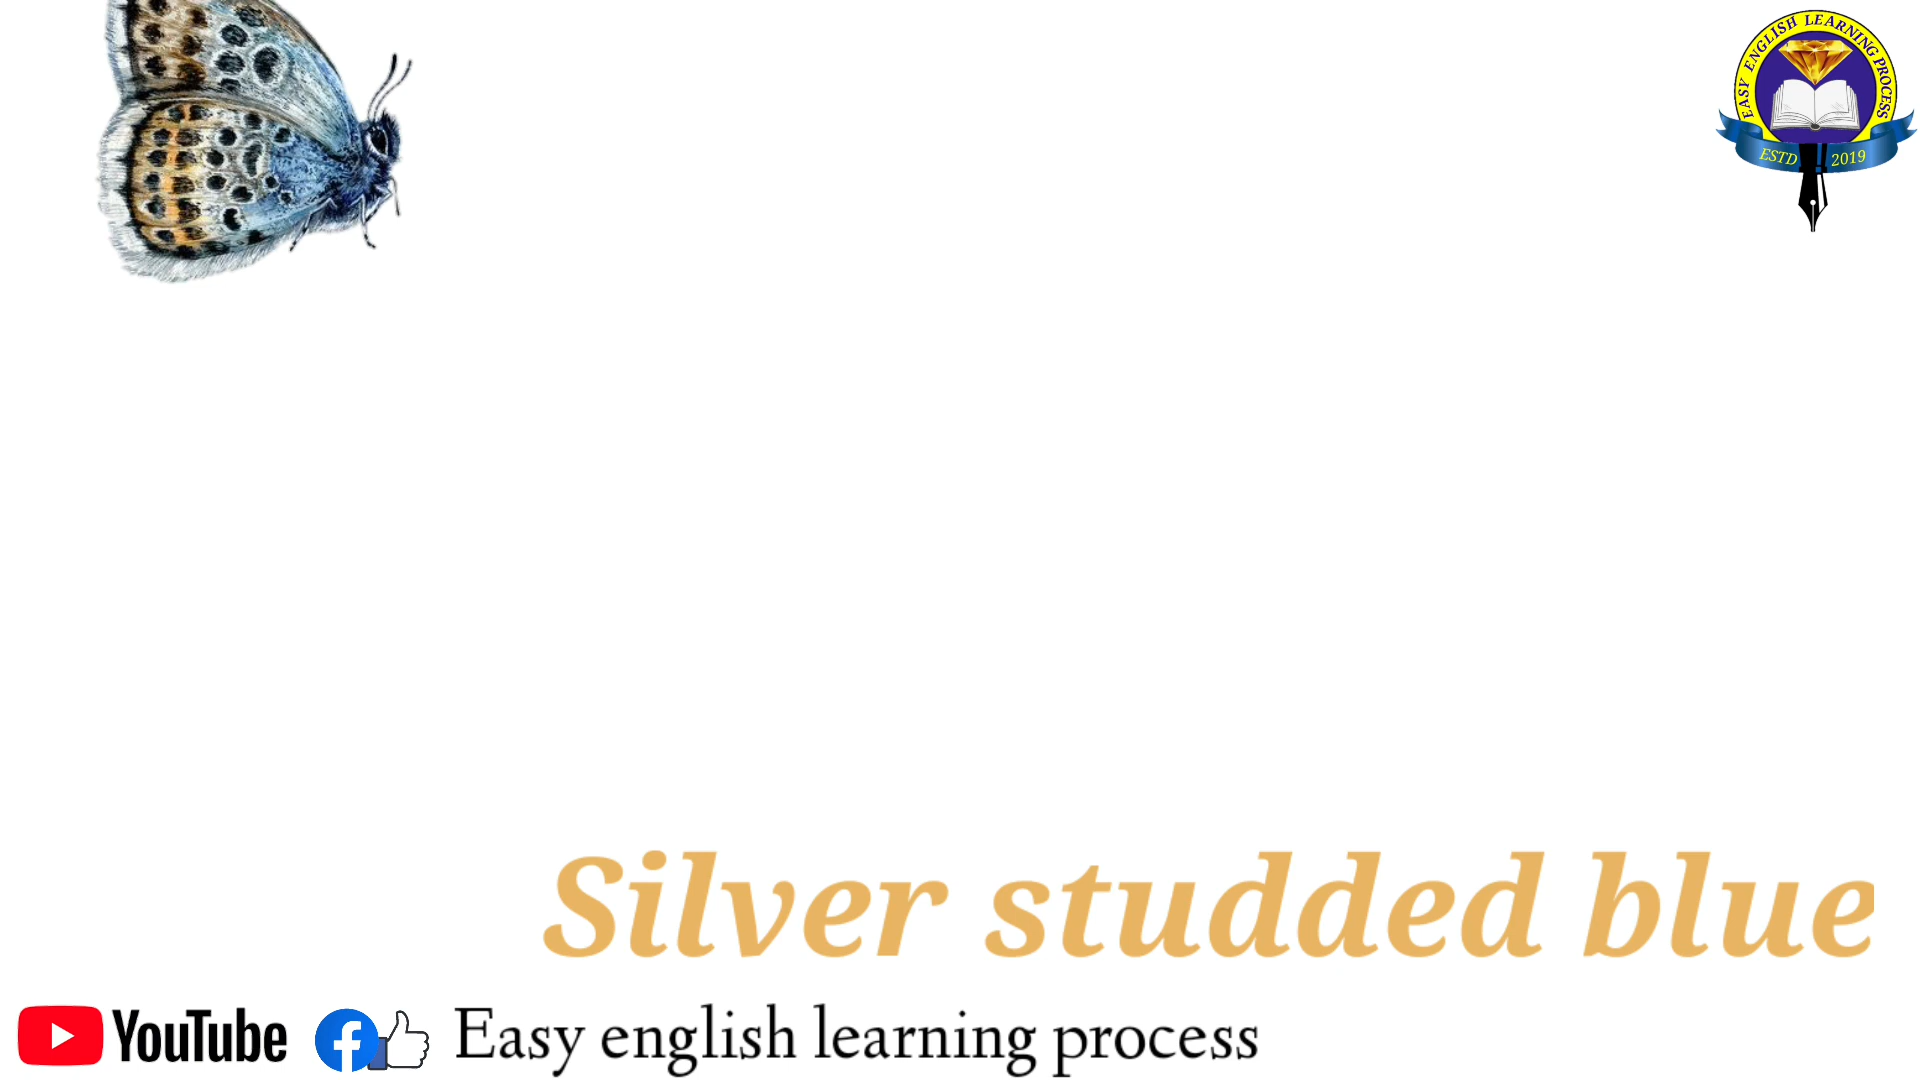 EASY ENGLISH LEARNING PROCESS
ESTD 2019
Silver studded blue
YouTube Easy english learning process